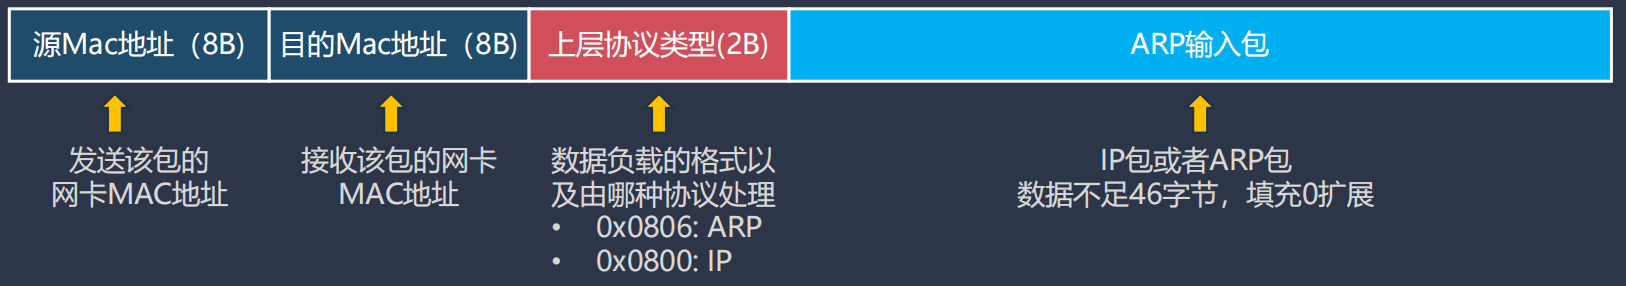 源Mac地址（8B）
目的Mac地址（8B）
上层协议类型(2B)
ARP输入包
发送该包的
网卡MAC地址
接收该包的网卡
MAC地址
数据负载的格式以
及由哪种协议处理
• 0x0806: ARP
• 0x0800: IP
IP包或者ARP包
数据不足46字节，填充0扩展